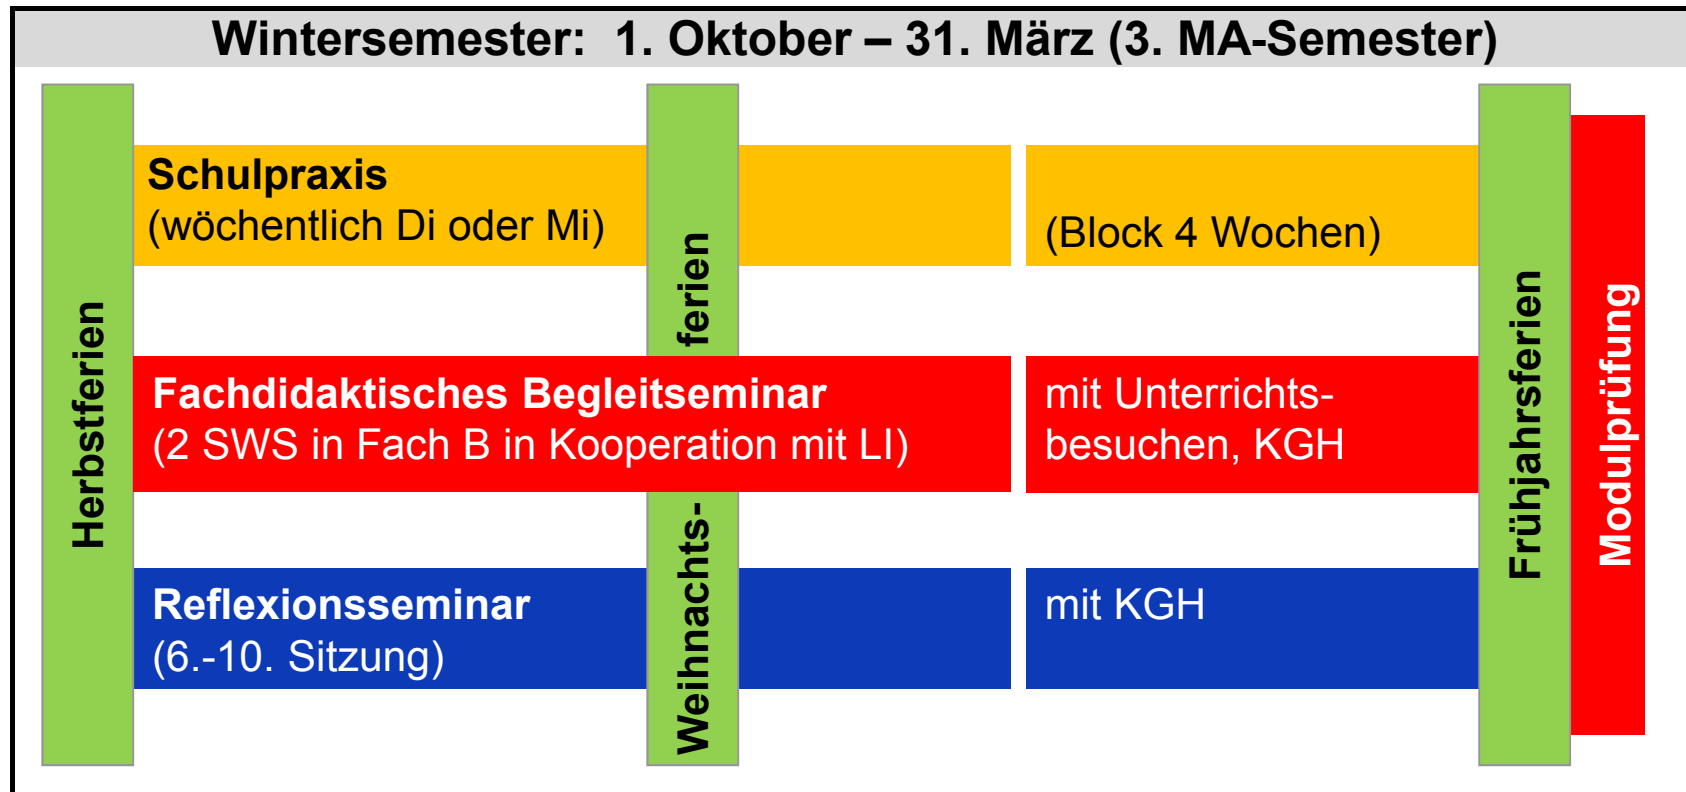 Wintersemester: 1. Oktober – 31. März (3. MA-Semester)
Herbstferien
Schulpraxis
(wöchentlich Di oder Mi)
(Block 4 Wochen)
Fachdidaktisches Begleitseminar
(2 SWS in Fach B in Kooperation mit LI)
mit Unterrichts-
besuchen, KGH
Reflexionsseminar
(6.-10. Sitzung)
mit KGH
Weihnachts- ferien
Frühjahrsferien
Modulprüfung